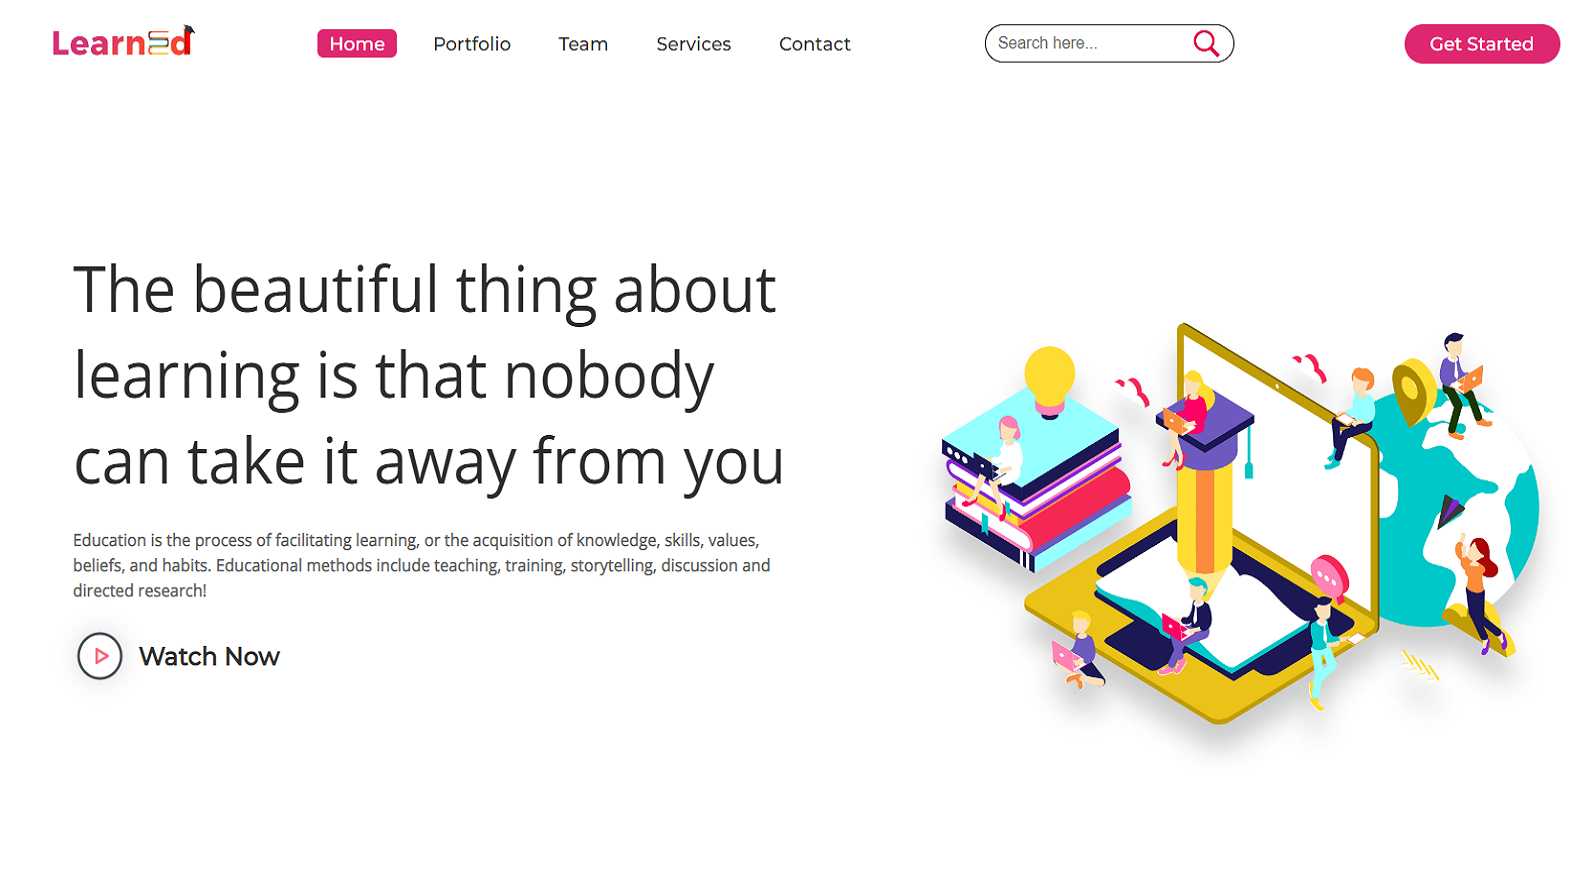 LearnEd
Home
Portfolio
Team
Services
Contact
Search here...
Get Started
The beautiful thing about
learning is that nobody
can take it away from you
Education is the process of facilitating learning, or the acquisition of knowledge, skills, values,
beliefs, and habits. Educational methods include teaching, training, storytelling, discussion and
directed research!
Watch Now